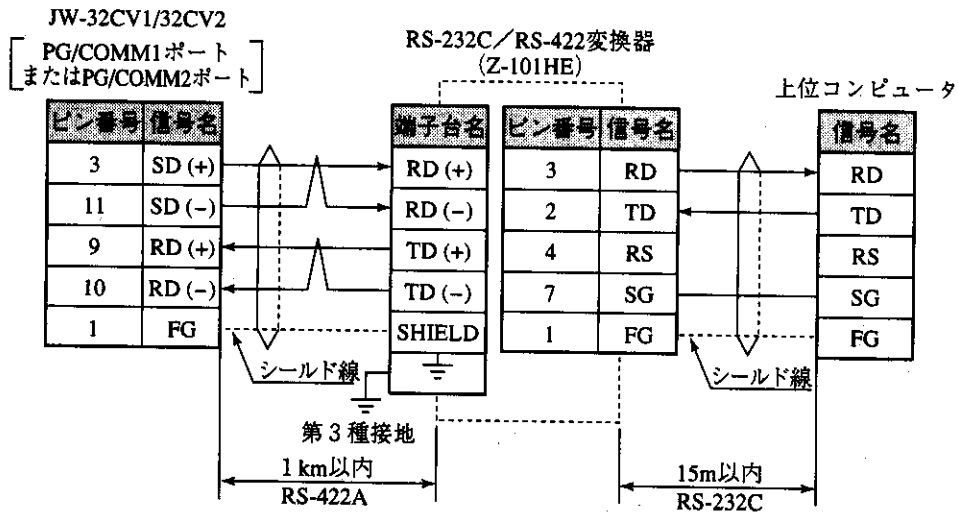 JW-32CV1/32CV2
PG/COMM1ポート
またはPG/COMM2ポート
RS-232C/RS-422変換器
(Z-101HE)
上位コンピュータ
ピン番号 信号名
3 SD (+)
11 SD (−)
9 RD (+)
10 RD (−)
1 FG
端子台名
RD (+)
RD (−)
TD (+)
TD (−)
SHIELD
ピン番号 信号名
3 RD
2 TD
4 RS
7 SG
1 FG
信号名
RD
TD
RS
SG
FG
シールド線
シールド線
第3種接地
1 km以内
RS-422A
15m以内
RS-232C